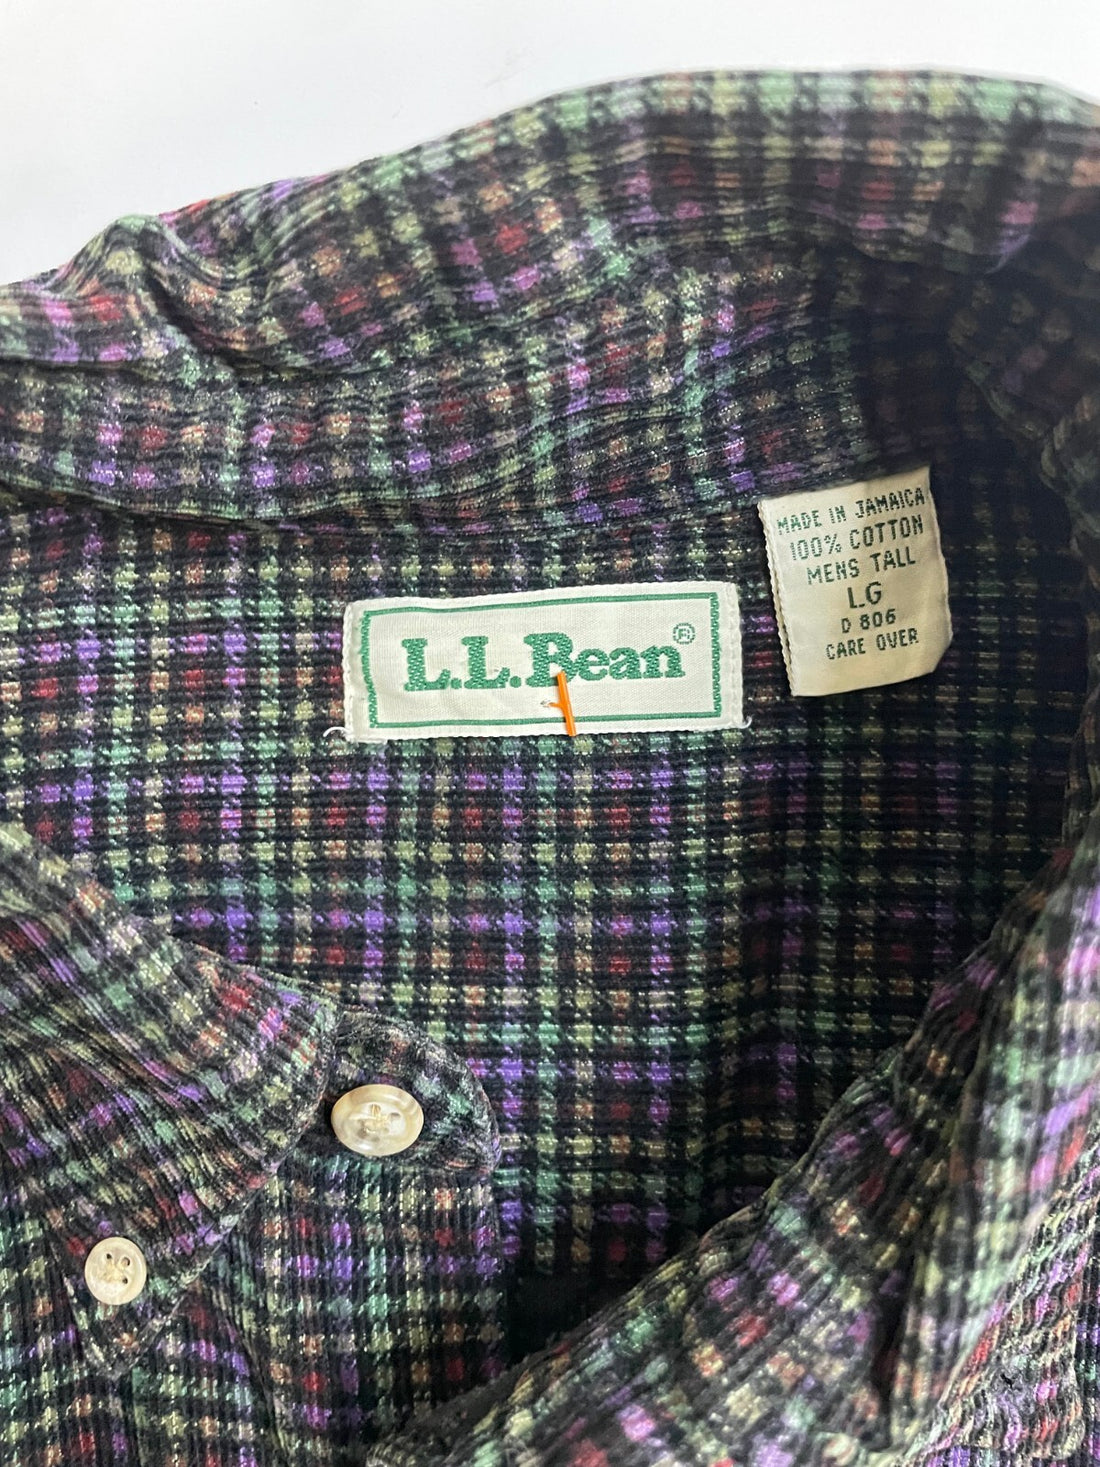 L.L.Bean®
MADE IN JAMAICA
100% COTTON
MENS TALL
LG
D 806
CARE OVER